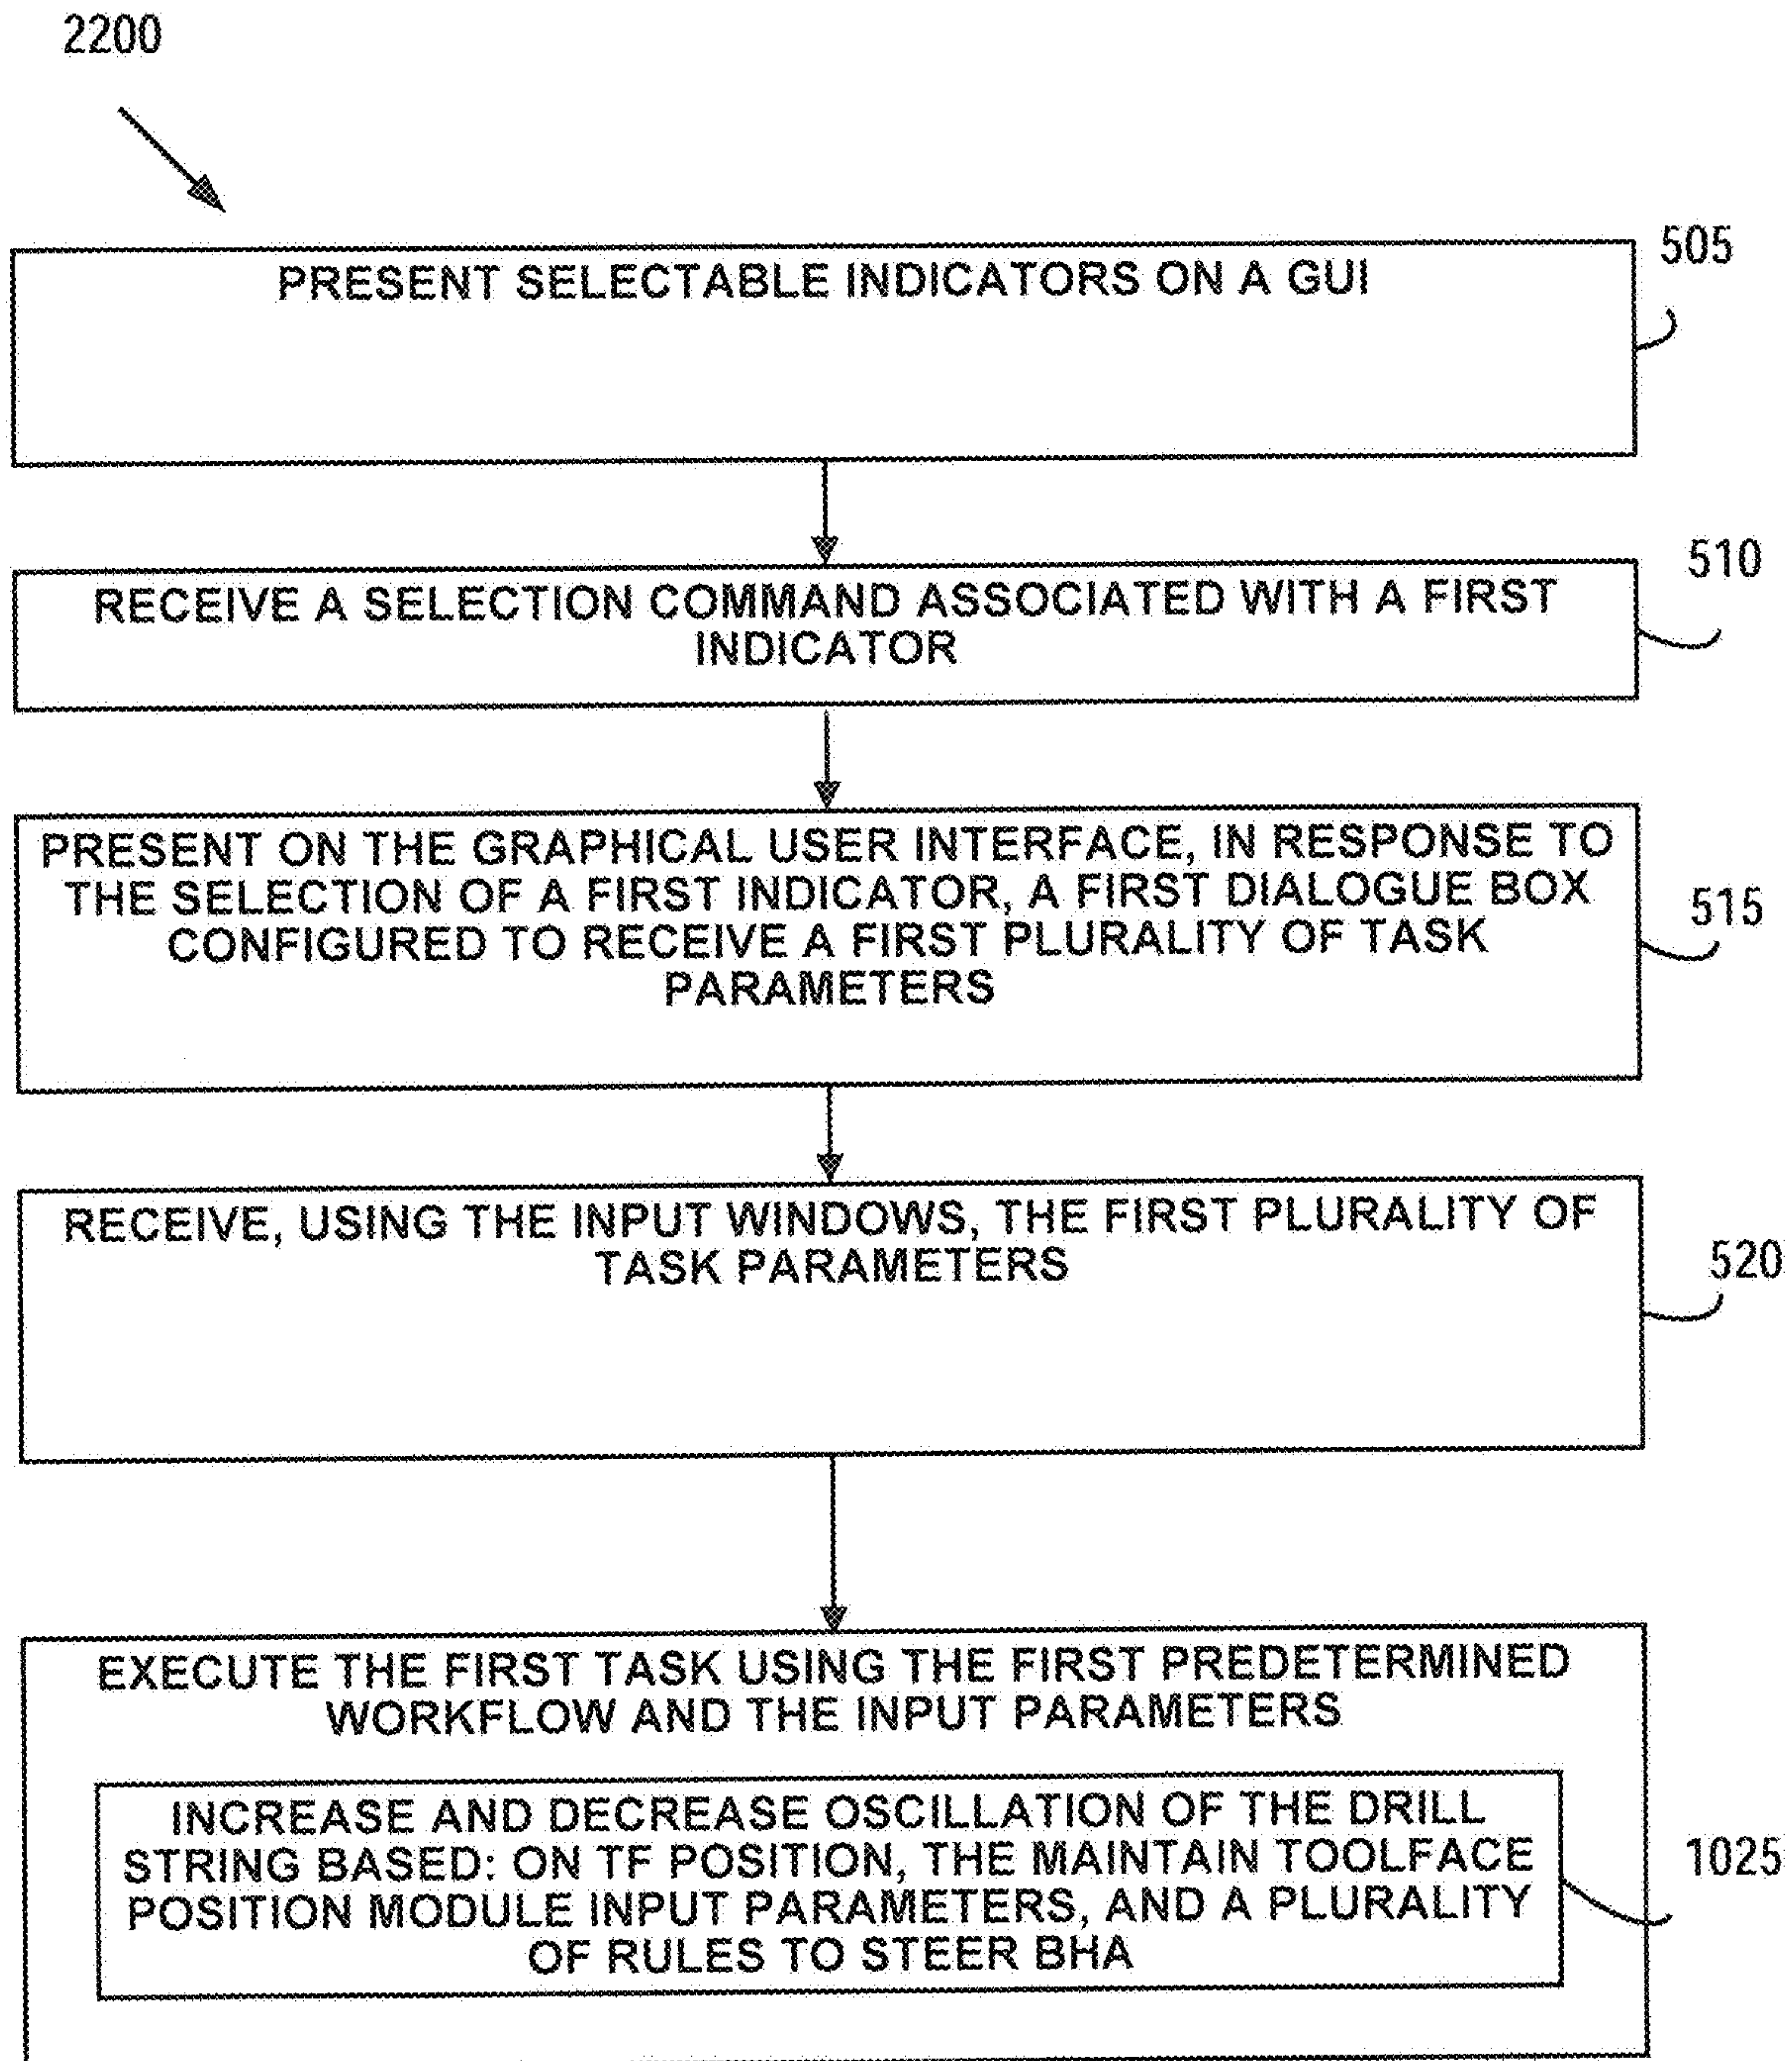 2200
PRESENT SELECTABLE INDICATORS ON A GUI
505
RECEIVE A SELECTION COMMAND ASSOCIATED WITH A FIRST
INDICATOR
510
PRESENT ON THE GRAPHICAL USER INTERFACE, IN RESPONSE TO
THE SELECTION OF A FIRST INDICATOR, A FIRST DIALOGUE BOX
CONFIGURED TO RECEIVE A FIRST PLURALITY OF TASK
PARAMETERS
515
RECEIVE, USING THE INPUT WINDOWS, THE FIRST PLURALITY OF
TASK PARAMETERS
520
EXECUTE THE FIRST TASK USING THE FIRST PREDETERMINED
WORKFLOW AND THE INPUT PARAMETERS
INCREASE AND DECREASE OSCILLATION OF THE DRILL
STRING BASED: ON TF POSITION, THE MAINTAIN TOOLFACE
POSITION MODULE INPUT PARAMETERS, AND A PLURALITY
OF RULES TO STEER BHA
1025